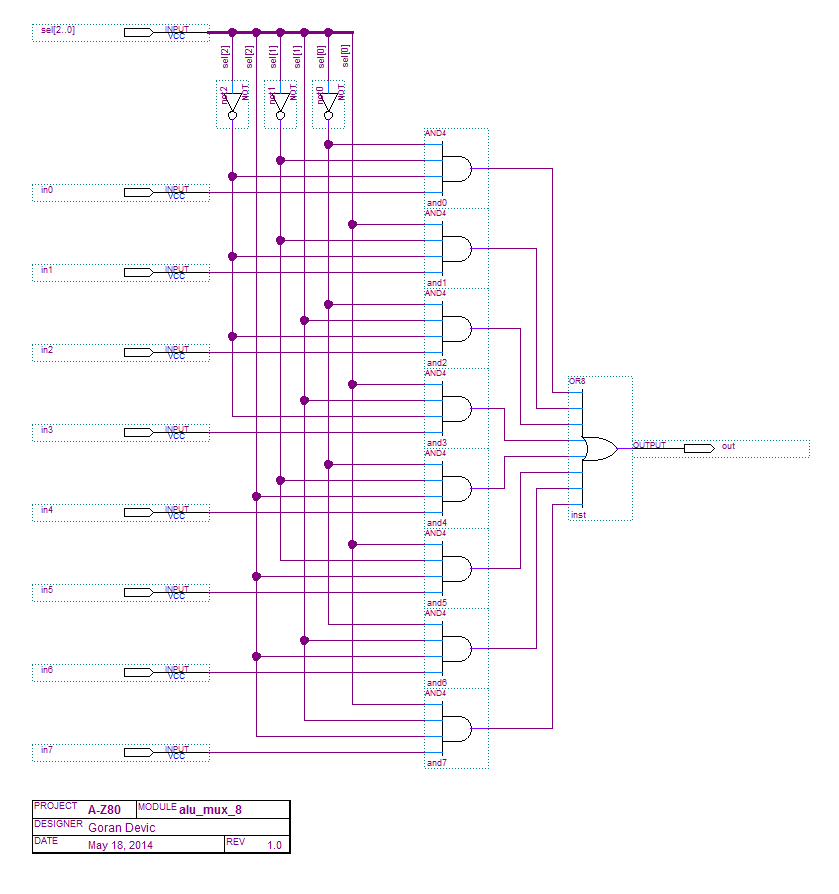 sel[2..0] INPUT
VCC
sel[2] sel[2] sel[1] sel[1] sel[0] sel[0]
not2 NOT not1 NOT not0 NOT
AND4
in0 INPUT
VCC
and0
AND4
in1 INPUT
VCC
and1
AND4
in2 INPUT
VCC
and2
AND4
OR8
in3 INPUT
VCC
and3
OUTPUT out
AND4
in4 INPUT
VCC
inst
and4
AND4
in5 INPUT
VCC
and5
AND4
in6 INPUT
VCC
and6
AND4
in7 INPUT
VCC
and7
PROJECT A-Z80 MODULE alu_mux_8
DESIGNER Goran Devic
DATE May 18, 2014 REV 1.0